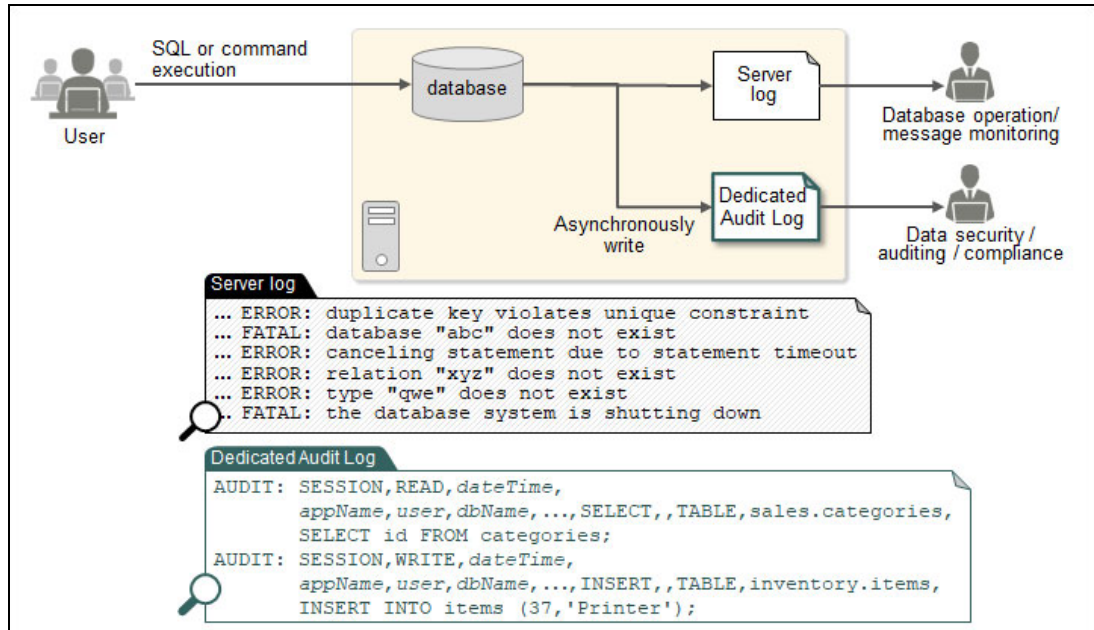 SQL or command
execution
User
database
Server
log
Database operation/
message monitoring
Asynchronously
write
Dedicated
Audit Log
Data security /
auditing / compliance
Server log
... ERROR: duplicate key violates unique constraint
... FATAL: database "abc" does not exist
... ERROR: canceling statement due to statement timeout
... ERROR: relation "xyz" does not exist
... ERROR: type "qwe" does not exist
.. FATAL: the database system is shutting down
Dedicated Audit Log
AUDIT: SESSION,READ,dateTime,
appName,user,dbName,...,SELECT,,TABLE,sales.categories,
SELECT id FROM categories;
AUDIT: SESSION,WRITE,dateTime,
appName,user,dbName,...,INSERT,,TABLE,inventory.items,
INSERT INTO items (37,'Printer');